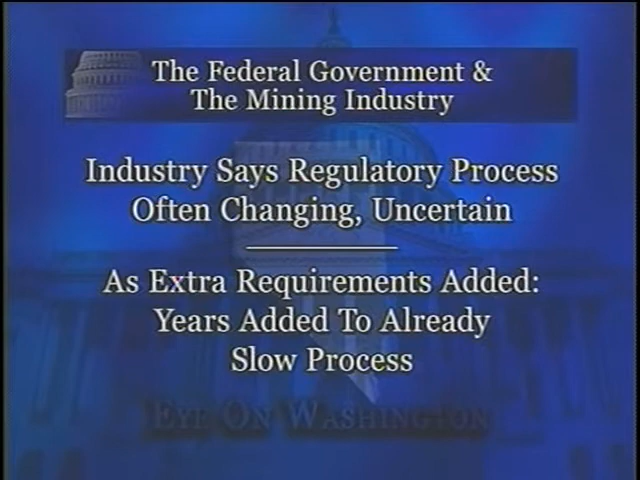 The Federal Government &
The Mining Industry
Industry Says Regulatory Process
Often Changing, Uncertain
As Extra Requirements Added:
Years Added To Already
Slow Process
Eye On Washington